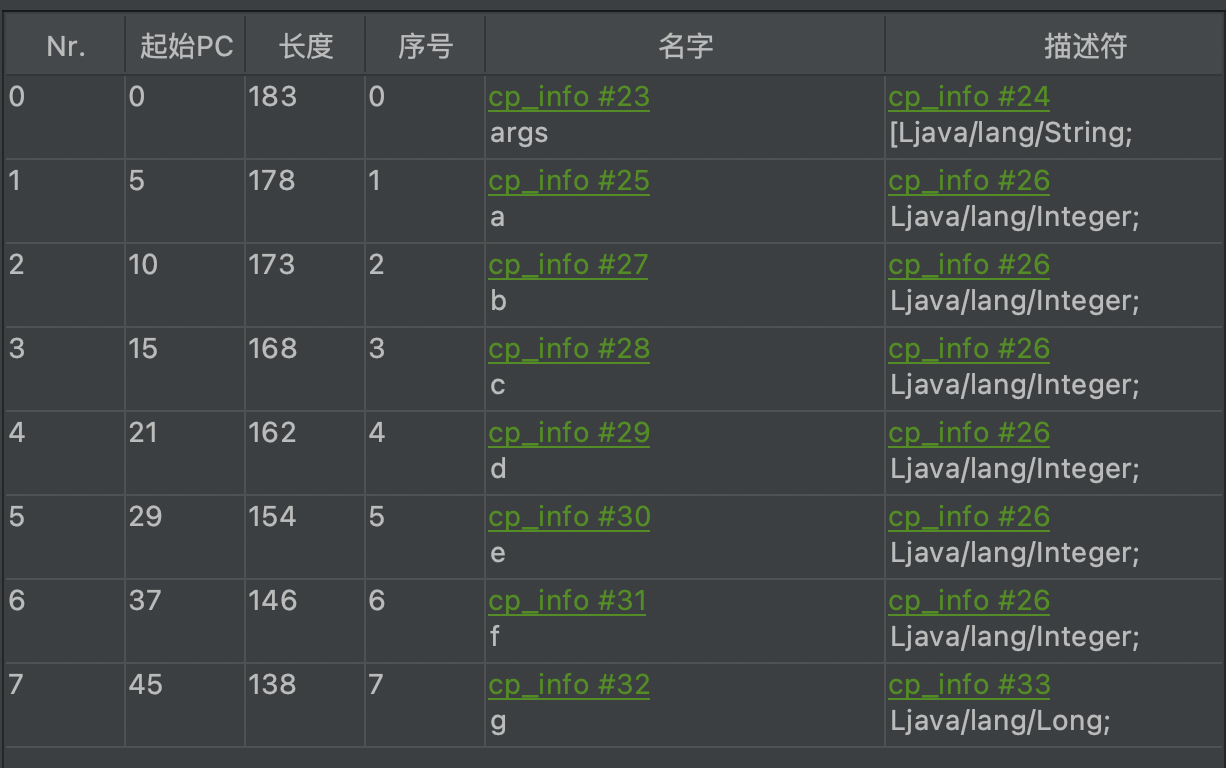 Nr. 起始PC 长度 序号 名字 描述符
0 0 183 0 cp_info #23 cp_info #24
args [Ljava/lang/String;
1 5 178 1 cp_info #25 cp_info #26
a Ljava/lang/Integer;
2 10 173 2 cp_info #27 cp_info #26
b Ljava/lang/Integer;
3 15 168 3 cp_info #28 cp_info #26
c Ljava/lang/Integer;
4 21 162 4 cp_info #29 cp_info #26
d Ljava/lang/Integer;
5 29 154 5 cp_info #30 cp_info #26
e Ljava/lang/Integer;
6 37 146 6 cp_info #31 cp_info #26
f Ljava/lang/Integer;
7 45 138 7 cp_info #32 cp_info #33
g Ljava/lang/Long;